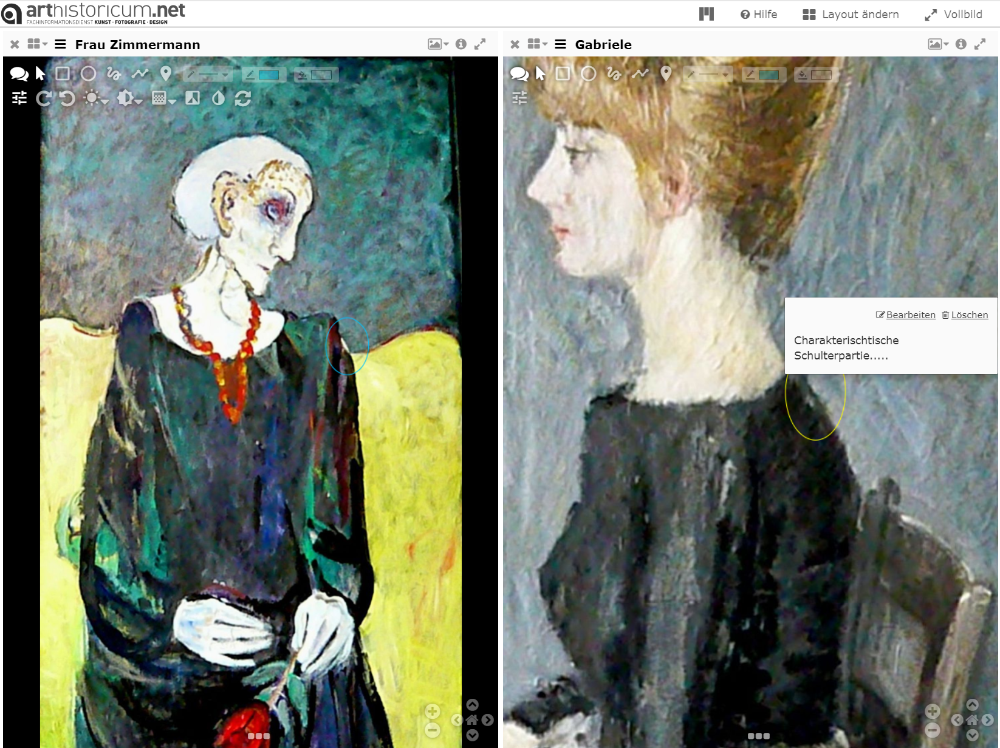 arthistoricum.net
FACHINFORMATIONSDIENST KUNST · FOTOGRAFIE · DESIGN
Hilfe
Layout ändern
Vollbild
Frau Zimmermann
Gabriele
Bearbeiten Löschen
Charakterischtische
Schulterpartie.....